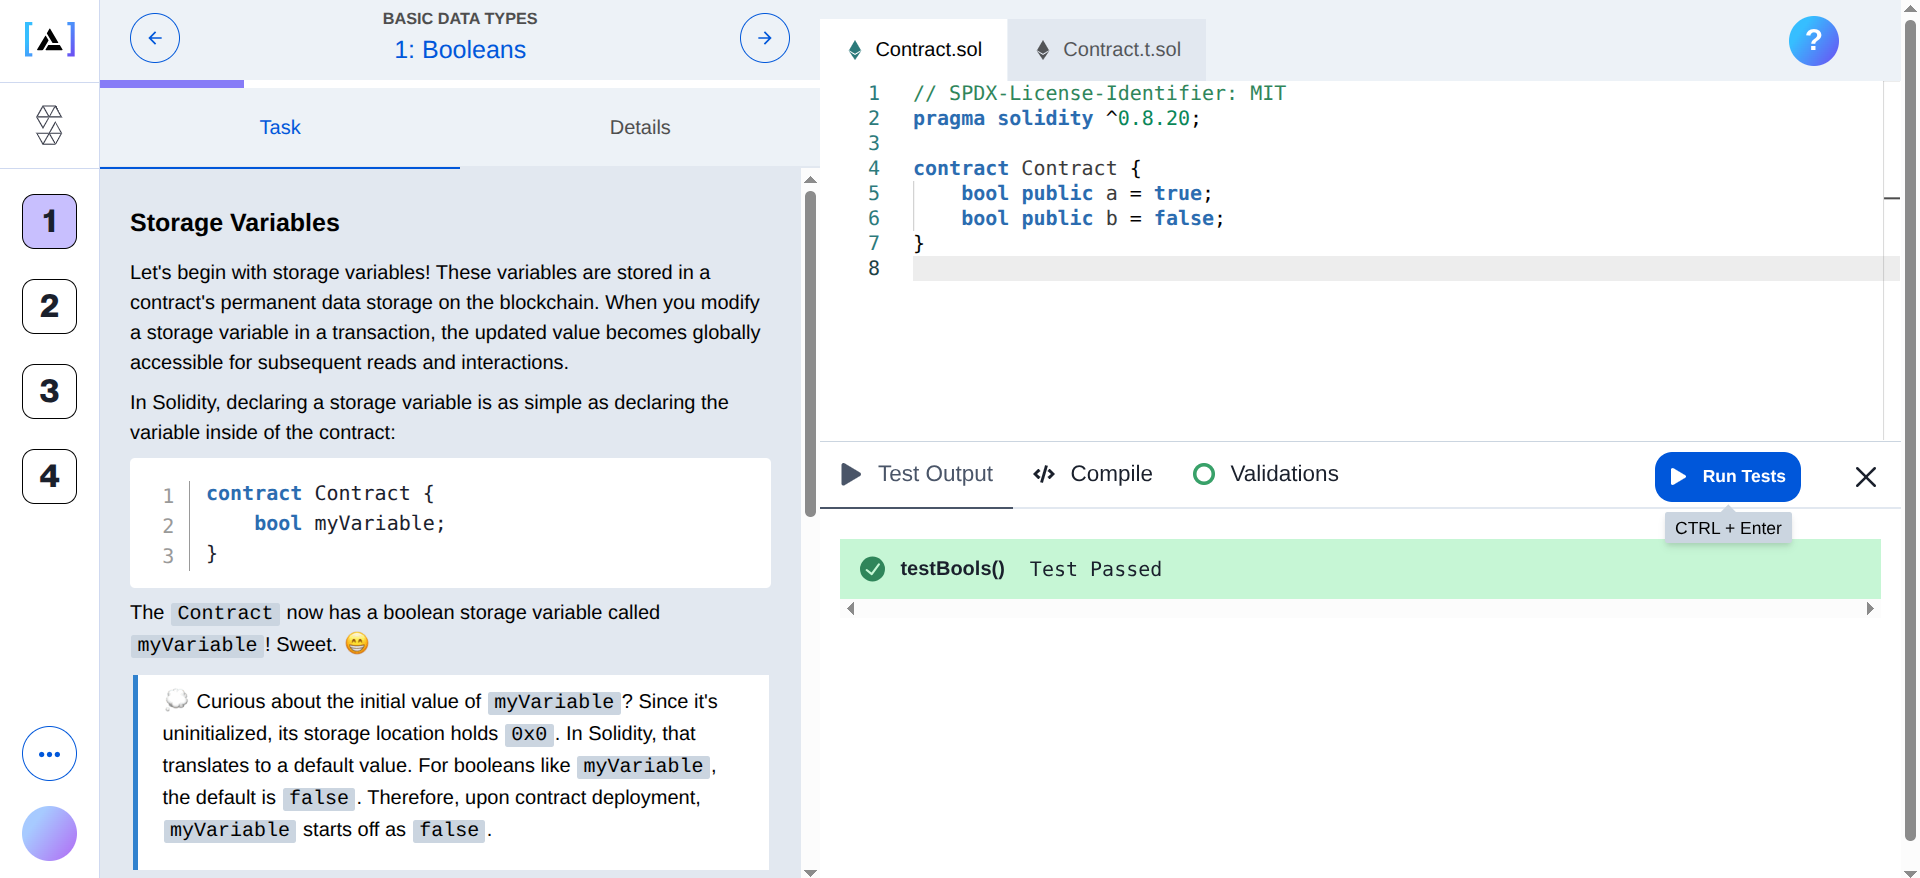 BASIC DATA TYPES
1: Booleans
Task
Details
1
2
3
4
Storage Variables
Let's begin with storage variables! These variables are stored in a
contract's permanent data storage on the blockchain. When you modify
a storage variable in a transaction, the updated value becomes globally
accessible for subsequent reads and interactions.
In Solidity, declaring a storage variable is as simple as declaring the
variable inside of the contract:
1 contract Contract {
2     bool myVariable;
3 }
The Contract now has a boolean storage variable called
myVariable! Sweet. 😁
💭 Curious about the initial value of myVariable? Since it's
uninitialized, its storage location holds 0x0. In Solidity, that
translates to a default value. For booleans like myVariable,
the default is false. Therefore, upon contract deployment,
myVariable starts off as false.
Contract.sol
Contract.t.sol
?
1 // SPDX-License-Identifier: MIT
2 pragma solidity ^0.8.20;
3
4 contract Contract {
5     bool public a = true;
6     bool public b = false;
7 }
8
Test Output
Compile
Validations
Run Tests
CTRL + Enter
testBools() Test Passed